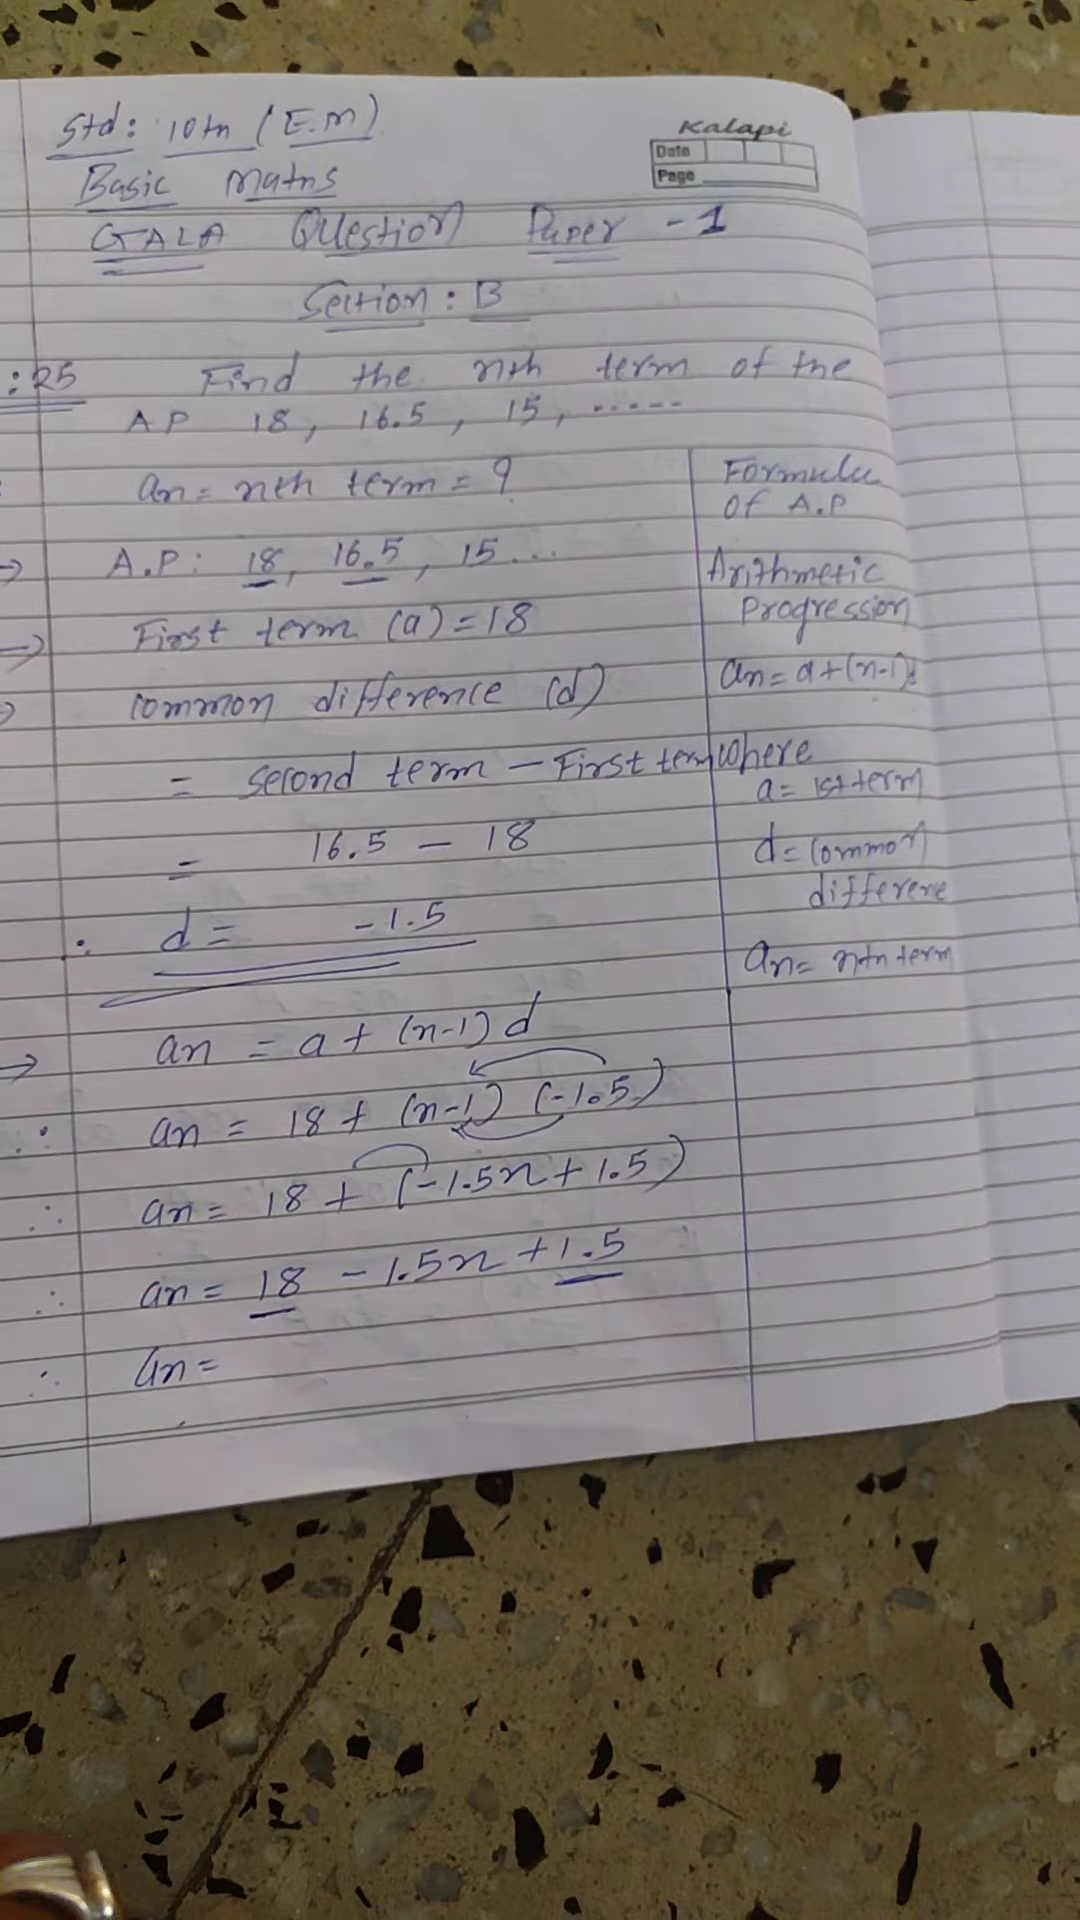 Std: 10th (E.M)
Kalapi
Date
Page
Basic Maths
GALA Question Paper - 1
Section: B
: 25 Find the nth term of the
A.P 18, 16.5, 15, ......
an = nth term = ?
A.P: 18, 16.5, 15...
→ First term (a) = 18
Common difference (d)
= Second term - First term
= 16.5 - 18
∴ d = -1.5
→ an = a + (n-1) d
∴ an = 18 + (n-1) (-1.5)
∴ an = 18 + (-1.5n + 1.5)
∴ an = 18 - 1.5n + 1.5
∴ an =
Formula
of A.P
Arithmetic
Progression
an = a + (n-1)d
Where
a = 1st term
d = Common
differene
an = nth term